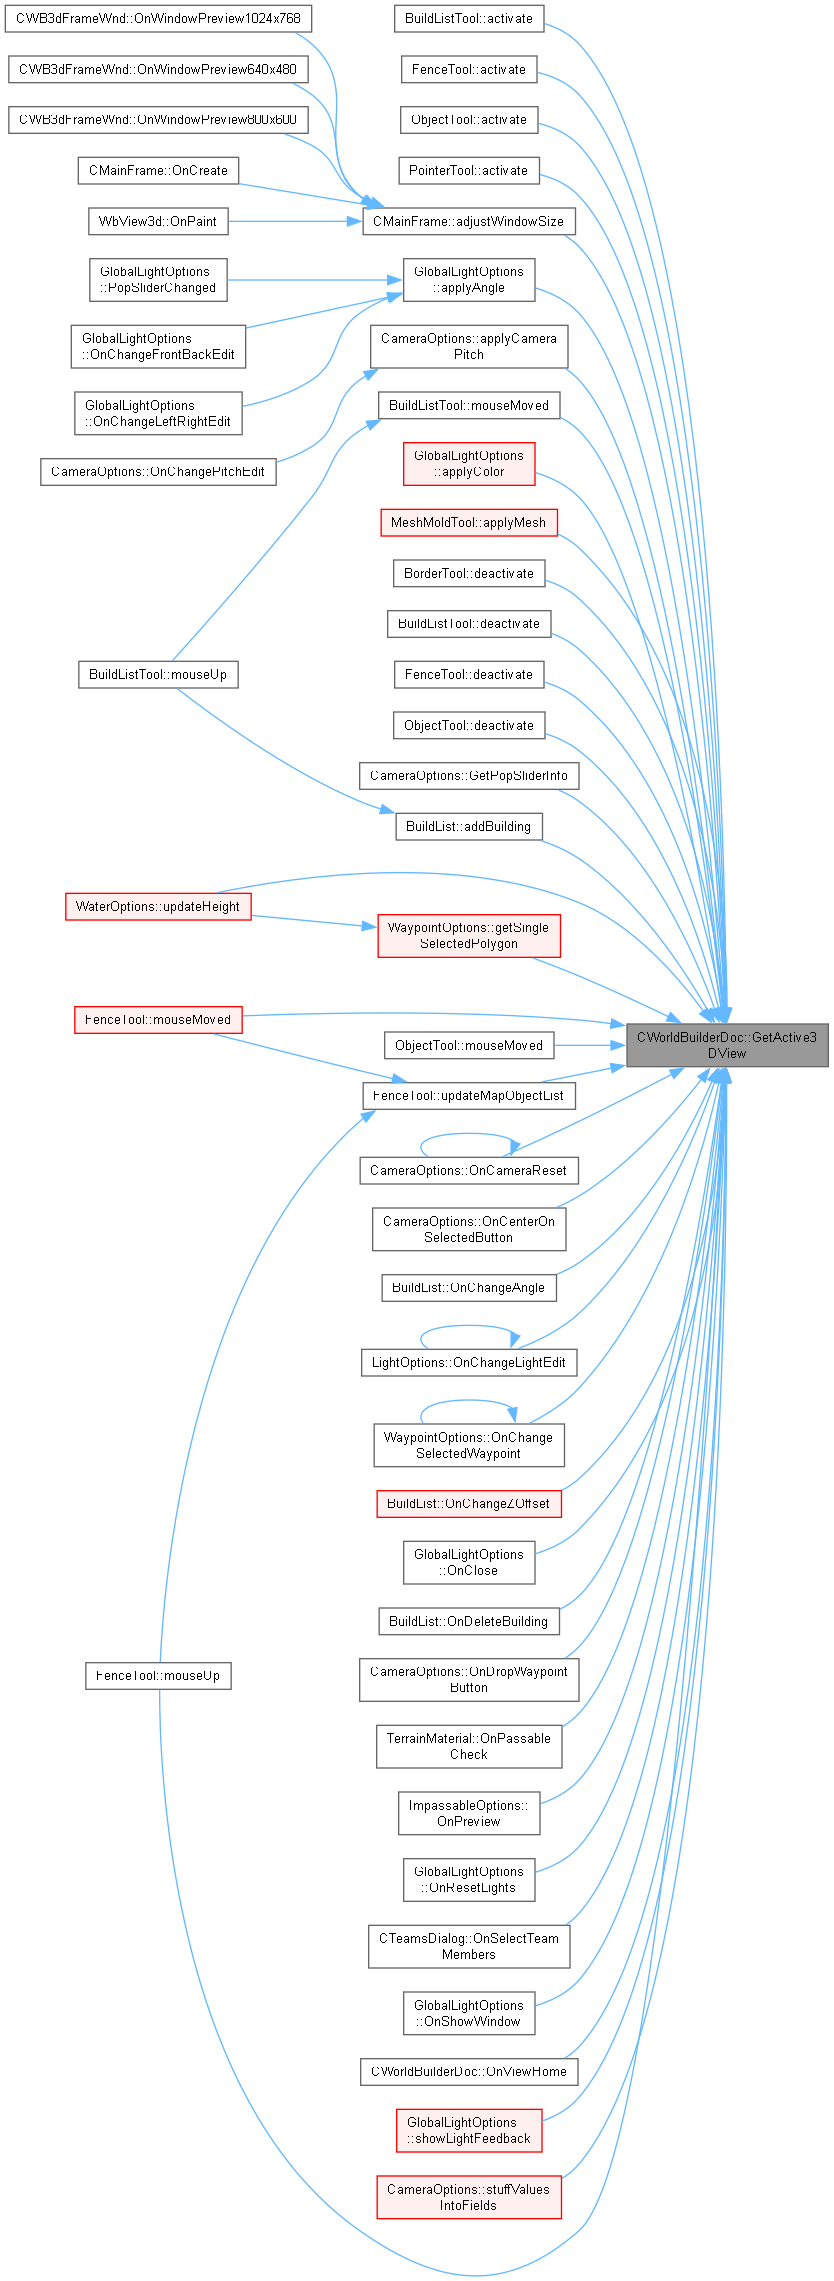 CWB3dFrameWnd::OnWindowPreview1024x768
CWB3dFrameWnd::OnWindowPreview640x480
CWB3dFrameWnd::OnWindowPreview800x600
CMainFrame::OnCreate
WbView3d::OnPaint
GlobalLightOptions
::PopSliderChanged
GlobalLightOptions
::OnChangeFrontBackEdit
GlobalLightOptions
::OnChangeLeftRightEdit
CameraOptions::OnChangePitchEdit
BuildListTool::mouseUp
WaterOptions::updateHeight
FenceTool::mouseMoved
FenceTool::mouseUp
BuildListTool::activate
FenceTool::activate
ObjectTool::activate
PointerTool::activate
CMainFrame::adjustWindowSize
GlobalLightOptions
::applyAngle
CameraOptions::applyCamera
Pitch
BuildListTool::mouseMoved
GlobalLightOptions
::applyColor
MeshMoldTool::applyMesh
BorderTool::deactivate
BuildListTool::deactivate
FenceTool::deactivate
ObjectTool::deactivate
CameraOptions::GetPopSliderInfo
BuildList::addBuilding
WaypointOptions::getSingle
SelectedPolygon
ObjectTool::mouseMoved
FenceTool::updateMapObjectList
CameraOptions::OnCameraReset
CameraOptions::OnCenterOn
SelectedButton
BuildList::OnChangeAngle
LightOptions::OnChangeLightEdit
WaypointOptions::OnChange
SelectedWaypoint
BuildList::OnChangeZOffset
GlobalLightOptions
::OnClose
BuildList::OnDeleteBuilding
CameraOptions::OnDropWaypoint
Button
TerrainMaterial::OnPassable
Check
ImpassableOptions::
OnPreview
GlobalLightOptions
::OnResetLights
CTeamsDialog::OnSelectTeam
Members
GlobalLightOptions
::OnShowWindow
CWorldBuilderDoc::OnViewHome
GlobalLightOptions
::showLightFeedback
CameraOptions::stuffValues
IntoFields
CWorldBuilderDoc::GetActive3
DView